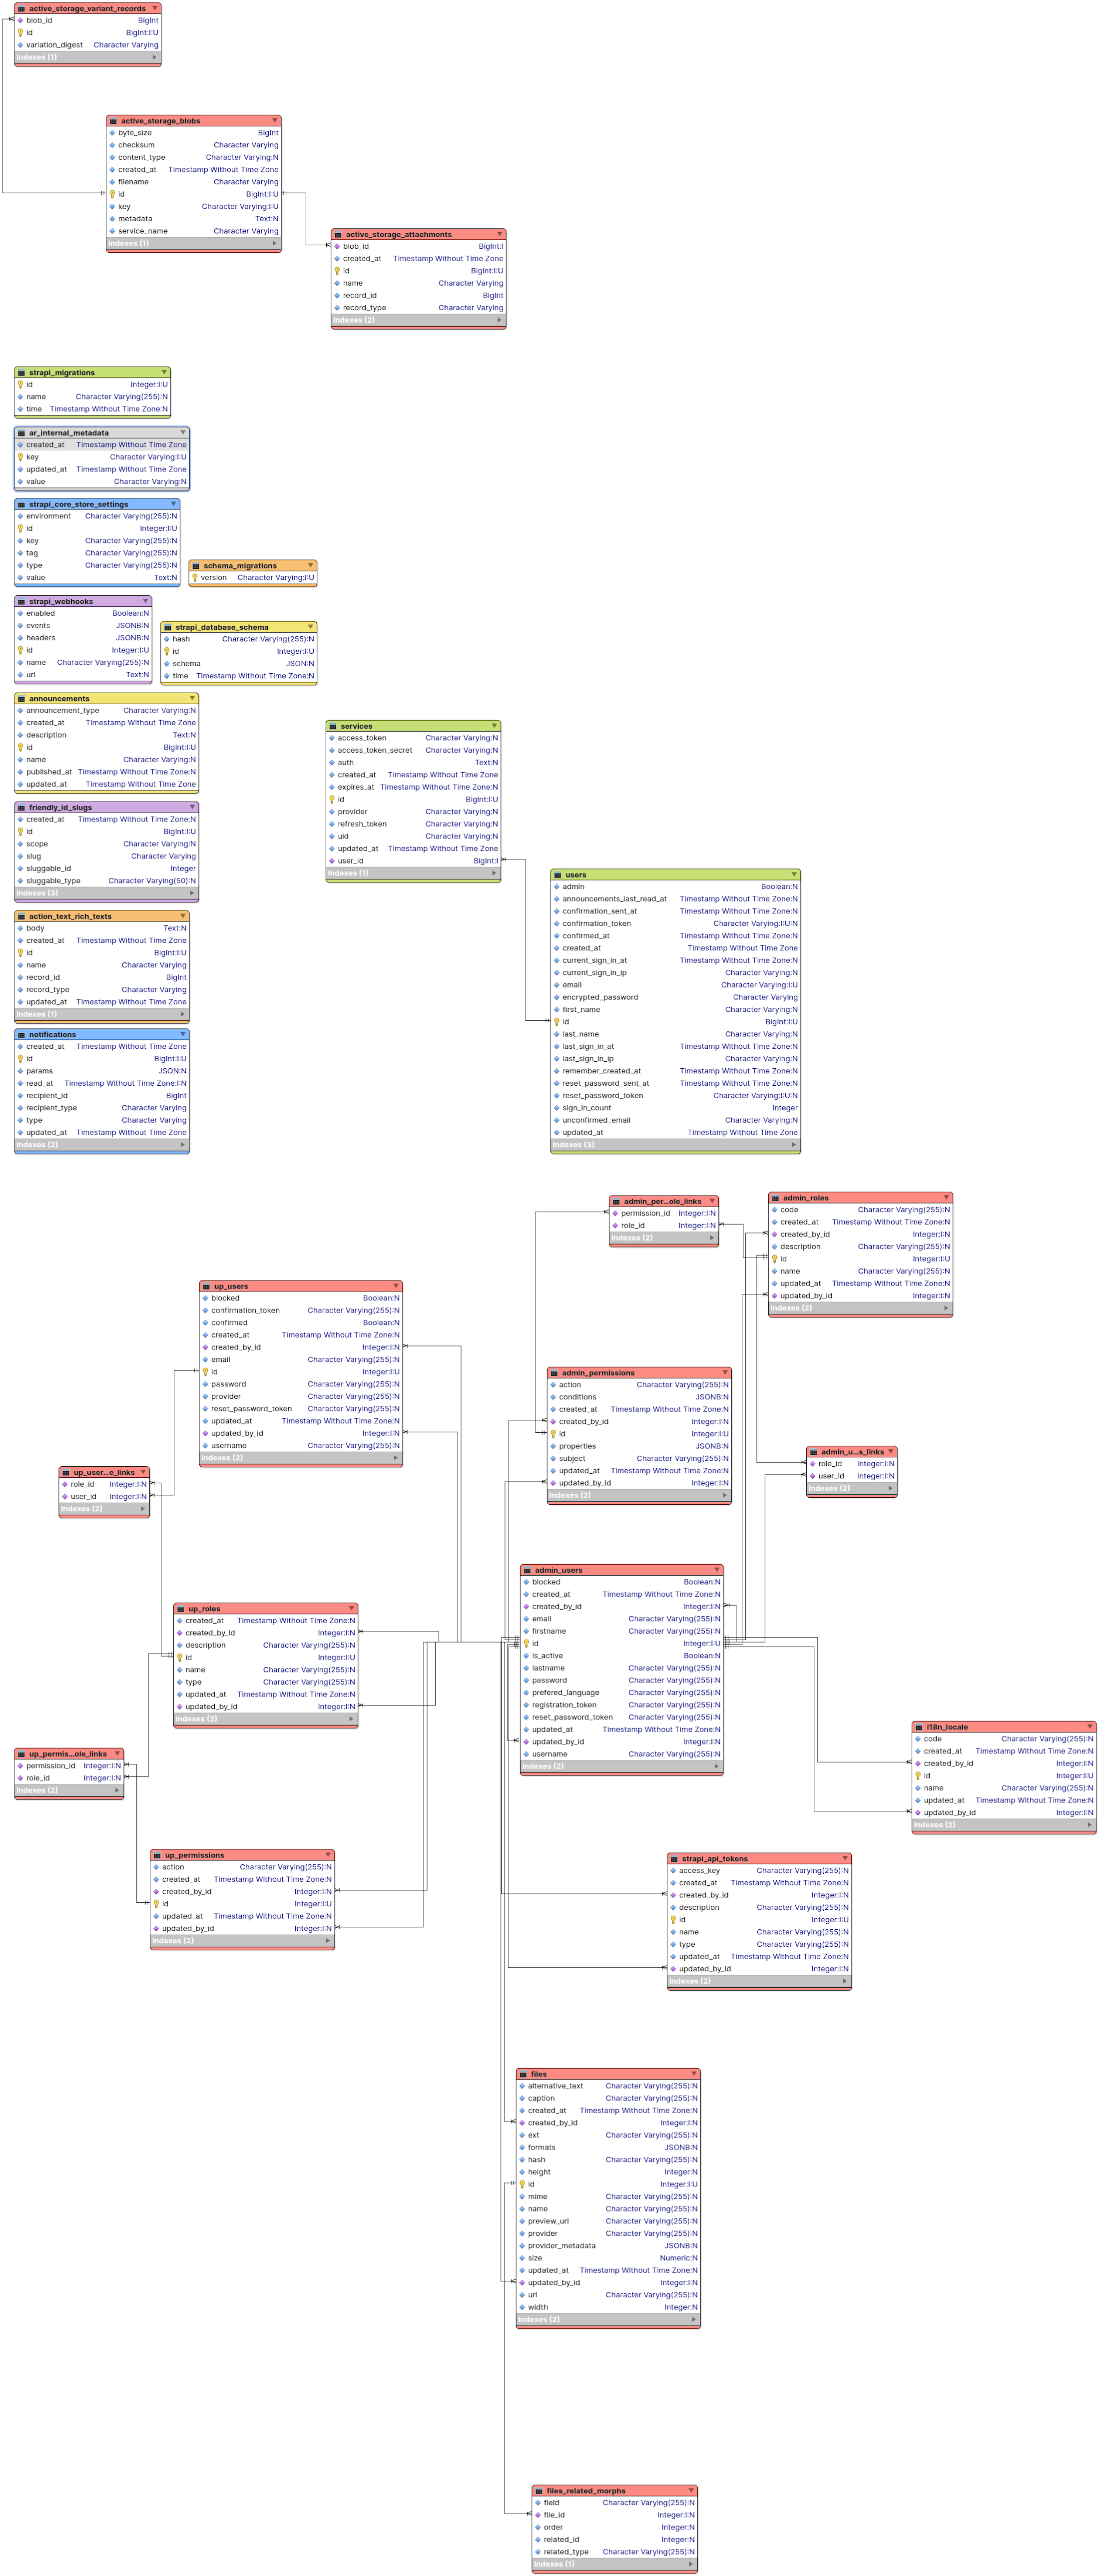 active_storage_variant_records
blob_id BigInt
id BigInt:I:U
variation_digest Character Varying
Indexes (1)
active_storage_blobs
byte_size BigInt
checksum Character Varying
content_type Character Varying:N
created_at Timestamp Without Time Zone
filename Character Varying
id BigInt:I:U
key Character Varying:I:U
metadata Text:N
service_name Character Varying
Indexes (1)
active_storage_attachments
blob_id BigInt:I
created_at Timestamp Without Time Zone
id BigInt:I:U
name Character Varying
record_id BigInt
record_type Character Varying
Indexes (2)
strapi_migrations
id Integer:I:U
name Character Varying(255):N
time Timestamp Without Time Zone:N
ar_internal_metadata
created_at Timestamp Without Time Zone
key Character Varying:I:U
updated_at Timestamp Without Time Zone
value Character Varying:N
strapi_core_store_settings
environment Character Varying(255):N
id Integer:I:U
key Character Varying(255):N
tag Character Varying(255):N
type Character Varying(255):N
value Text:N
schema_migrations
version Character Varying:I:U
strapi_webhooks
enabled Boolean:N
events JSONB:N
headers JSONB:N
id Integer:I:U
name Character Varying(255):N
url Text:N
strapi_database_schema
hash Character Varying(255):N
id Integer:I:U
schema JSON:N
time Timestamp Without Time Zone:N
announcements
announcement_type Character Varying:N
created_at Timestamp Without Time Zone
description Text:N
id BigInt:I:U
name Character Varying:N
published_at Timestamp Without Time Zone:N
updated_at Timestamp Without Time Zone
services
access_token Character Varying:N
access_token_secret Character Varying:N
auth Text:N
created_at Timestamp Without Time Zone
expires_at Timestamp Without Time Zone:N
id BigInt:I:U
provider Character Varying:N
refresh_token Character Varying:N
uid Character Varying:N
updated_at Timestamp Without Time Zone
user_id BigInt:I
Indexes (1)
friendly_id_slugs
created_at Timestamp Without Time Zone:N
id BigInt:I:U
scope Character Varying:N
slug Character Varying
sluggable_id Integer
sluggable_type Character Varying(50):N
Indexes (3)
users
admin Boolean:N
announcements_last_read_at Timestamp Without Time Zone:N
confirmation_sent_at Timestamp Without Time Zone:N
confirmation_token Character Varying:I:U:N
confirmed_at Timestamp Without Time Zone:N
created_at Timestamp Without Time Zone
current_sign_in_at Timestamp Without Time Zone:N
current_sign_in_ip Character Varying:N
email Character Varying:I:U
encrypted_password Character Varying
first_name Character Varying:N
id BigInt:I:U
last_name Character Varying:N
last_sign_in_at Timestamp Without Time Zone:N
last_sign_in_ip Character Varying:N
remember_created_at Timestamp Without Time Zone:N
reset_password_sent_at Timestamp Without Time Zone:N
reset_password_token Character Varying:I:U:N
sign_in_count Integer
unconfirmed_email Character Varying:N
updated_at Timestamp Without Time Zone
Indexes (3)
action_text_rich_texts
body Text:N
created_at Timestamp Without Time Zone
id BigInt:I:U
name Character Varying
record_id BigInt
record_type Character Varying
updated_at Timestamp Without Time Zone
Indexes (1)
notifications
created_at Timestamp Without Time Zone
id BigInt:I:U
params JSON:N
read_at Timestamp Without Time Zone:I:N
recipient_id BigInt
recipient_type Character Varying
type Character Varying
updated_at Timestamp Without Time Zone
Indexes (2)
admin_per...ole_links
permission_id Integer:I:N
role_id Integer:I:N
Indexes (2)
admin_roles
code Character Varying(255):N
created_at Timestamp Without Time Zone:N
created_by_id Integer:I:N
description Character Varying(255):N
id Integer:I:U
name Character Varying(255):N
updated_at Timestamp Without Time Zone:N
updated_by_id Integer:I:N
Indexes (2)
up_users
blocked Boolean:N
confirmation_token Character Varying(255):N
confirmed Boolean:N
created_at Timestamp Without Time Zone:N
created_by_id Integer:I:N
email Character Varying(255):N
id Integer:I:U
password Character Varying(255):N
provider Character Varying(255):N
reset_password_token Character Varying(255):N
updated_at Timestamp Without Time Zone:N
updated_by_id Integer:I:N
username Character Varying(255):N
Indexes (2)
admin_permissions
action Character Varying(255):N
conditions JSONB:N
created_at Timestamp Without Time Zone:N
created_by_id Integer:I:N
id Integer:I:U
properties JSONB:N
subject Character Varying(255):N
updated_at Timestamp Without Time Zone:N
updated_by_id Integer:I:N
Indexes (2)
admin_u...s_links
role_id Integer:I:N
user_id Integer:I:N
Indexes (2)
up_user...e_links
role_id Integer:I:N
user_id Integer:I:N
Indexes (2)
admin_users
blocked Boolean:N
created_at Timestamp Without Time Zone:N
created_by_id Integer:I:N
email Character Varying(255):N
firstname Character Varying(255):N
id Integer:I:U
is_active Boolean:N
lastname Character Varying(255):N
password Character Varying(255):N
prefered_language Character Varying(255):N
registration_token Character Varying(255):N
reset_password_token Character Varying(255):N
updated_at Timestamp Without Time Zone:N
updated_by_id Integer:I:N
username Character Varying(255):N
Indexes (2)
up_roles
created_at Timestamp Without Time Zone:N
created_by_id Integer:I:N
description Character Varying(255):N
id Integer:I:U
name Character Varying(255):N
type Character Varying(255):N
updated_at Timestamp Without Time Zone:N
updated_by_id Integer:I:N
Indexes (2)
i18n_locale
code Character Varying(255):N
created_at Timestamp Without Time Zone:N
created_by_id Integer:I:N
id Integer:I:U
name Character Varying(255):N
updated_at Timestamp Without Time Zone:N
updated_by_id Integer:I:N
Indexes (2)
up_permis...ole_links
permission_id Integer:I:N
role_id Integer:I:N
Indexes (2)
up_permissions
action Character Varying(255):N
created_at Timestamp Without Time Zone:N
created_by_id Integer:I:N
id Integer:I:U
updated_at Timestamp Without Time Zone:N
updated_by_id Integer:I:N
Indexes (2)
strapi_api_tokens
access_key Character Varying(255):N
created_at Timestamp Without Time Zone:N
created_by_id Integer:I:N
description Character Varying(255):N
id Integer:I:U
name Character Varying(255):N
type Character Varying(255):N
updated_at Timestamp Without Time Zone:N
updated_by_id Integer:I:N
Indexes (2)
files
alternative_text Character Varying(255):N
caption Character Varying(255):N
created_at Timestamp Without Time Zone:N
created_by_id Integer:I:N
ext Character Varying(255):N
formats JSONB:N
hash Character Varying(255):N
height Integer:N
id Integer:I:U
mime Character Varying(255):N
name Character Varying(255):N
preview_url Character Varying(255):N
provider Character Varying(255):N
provider_metadata JSONB:N
size Numeric:N
updated_at Timestamp Without Time Zone:N
updated_by_id Integer:I:N
url Character Varying(255):N
width Integer:N
Indexes (2)
files_related_morphs
field Character Varying(255):N
file_id Integer:I:N
order Integer:N
related_id Integer:N
related_type Character Varying(255):N
Indexes (1)